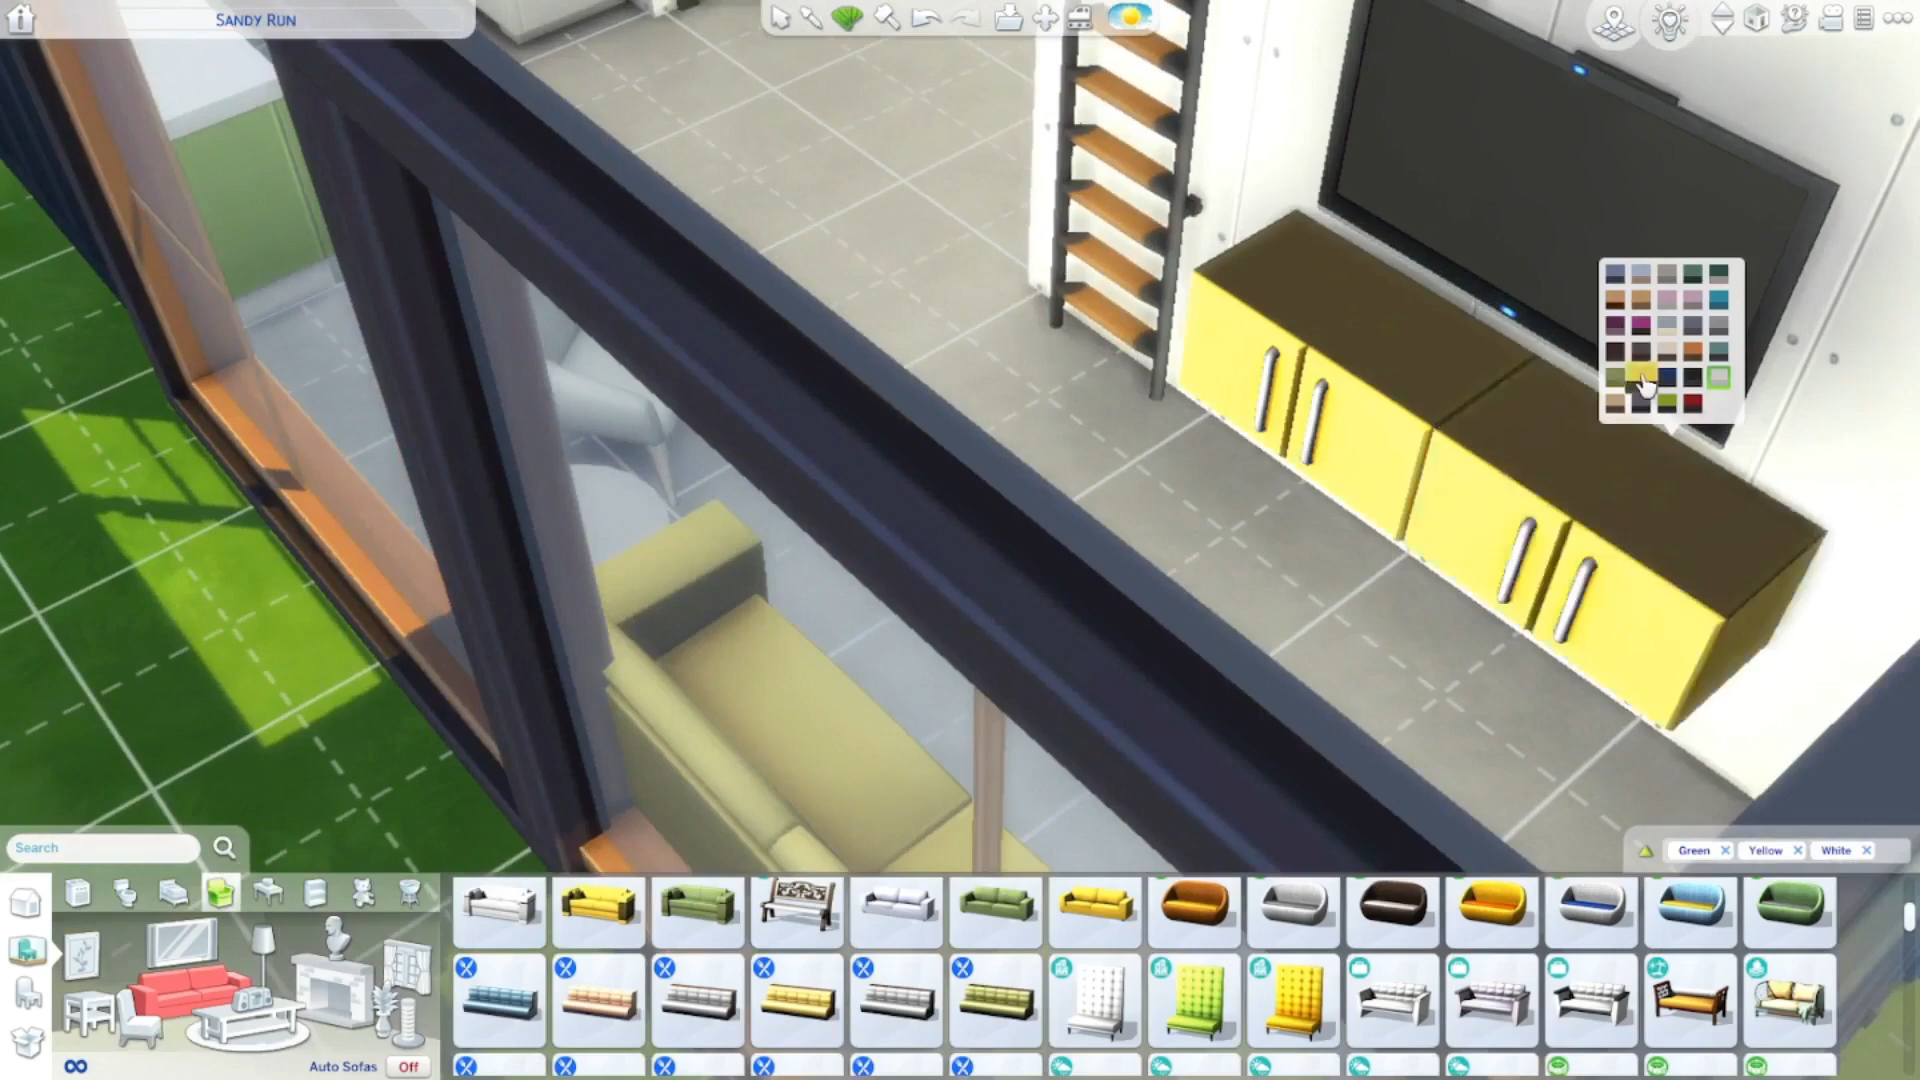 SANDY RUN
Search
Green
Yellow
White
Auto Sofas
Off